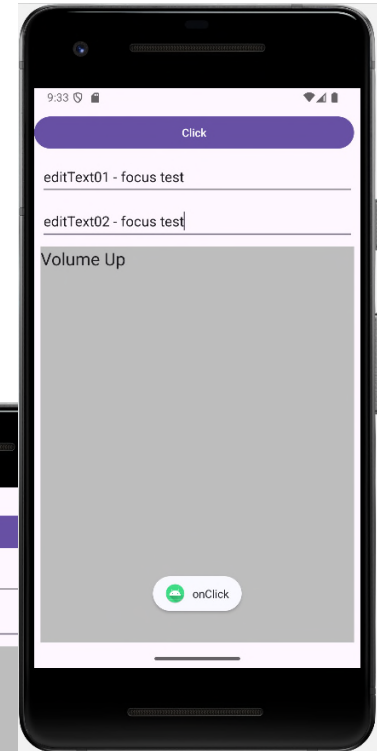 9:33
Click
editText01 - focus test
editText02 - focus test
Volume Up
onClick